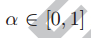 α ∈ [0, 1]